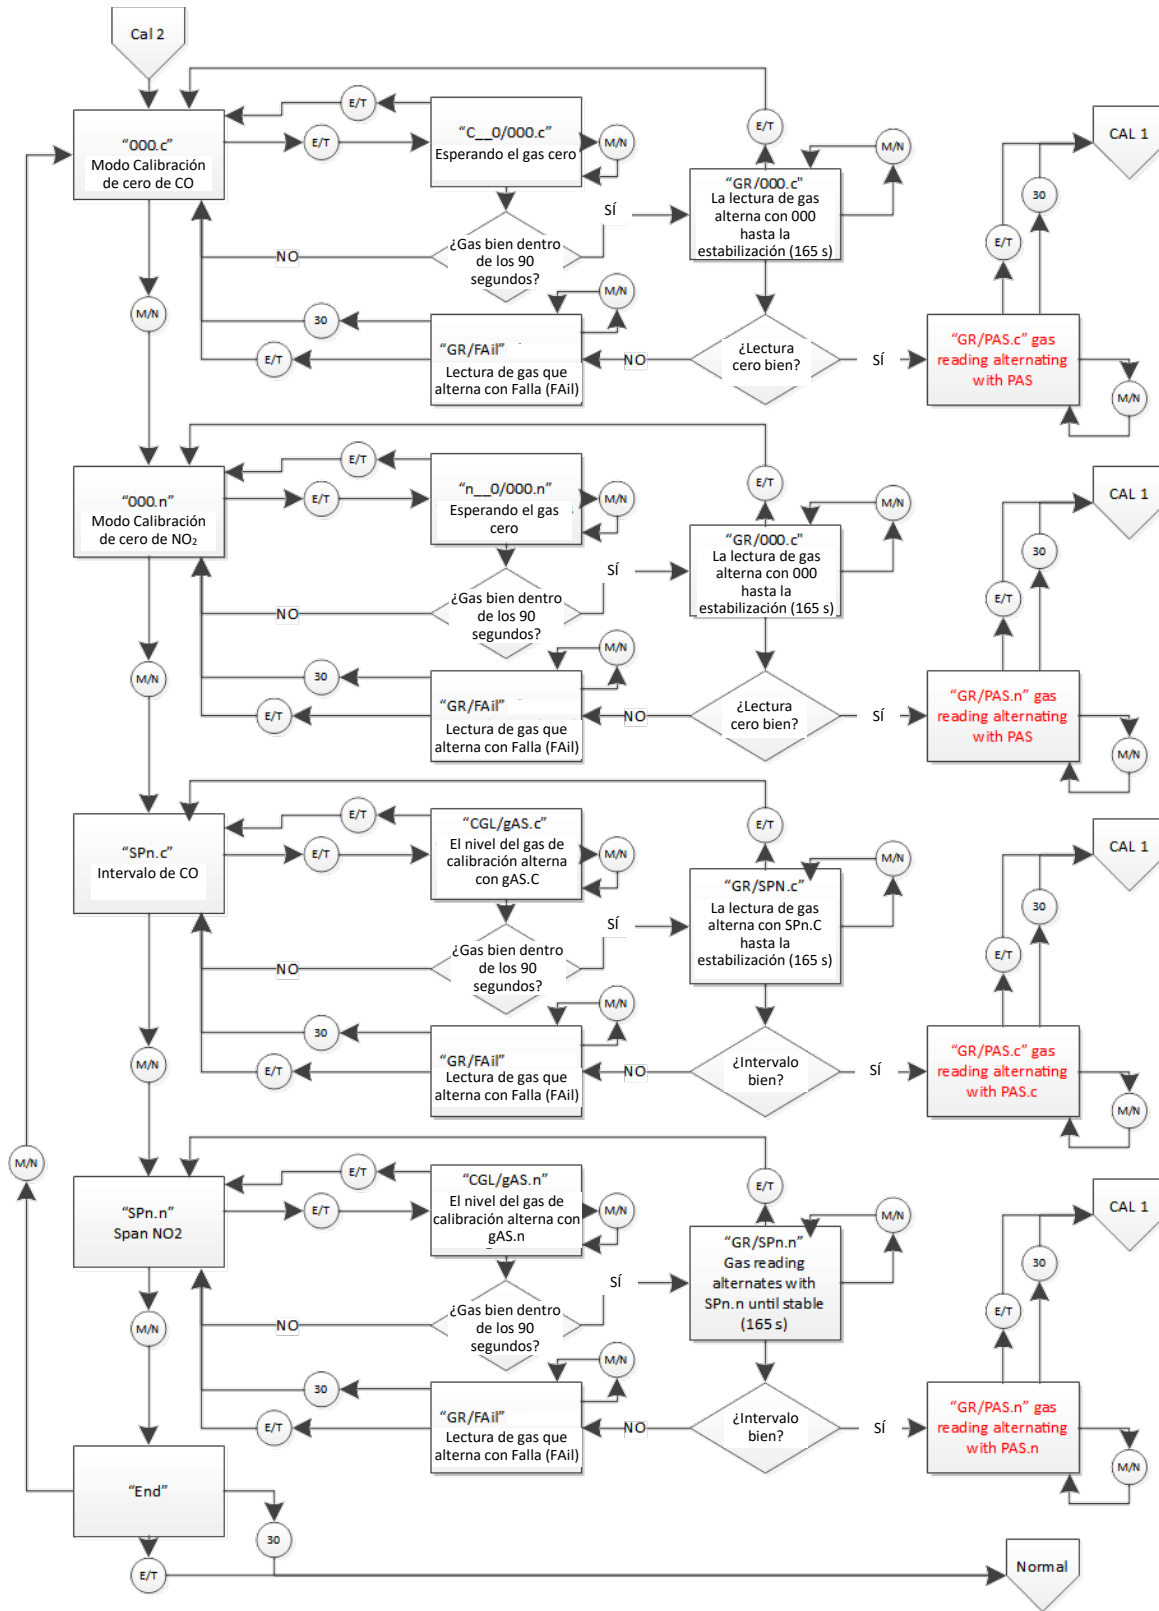 Cal 2
E/T
"000.c"
Modo Calibración
de cero de CO
E/T
E/T
"C__0/000.c"
Esperando el gas cero
M/N
¿Gas bien dentro
de los 90
segundos?
NO
SÍ
"GR/000.c"
La lectura de gas
alterna con 000
hasta la
estabilización (165 s)
M/N
E/T
30
CAL 1
M/N
30
E/T
"GR/FAil"
Lectura de gas que
alterna con Falla (FAil)
M/N
NO
¿Lectura
cero bien?
SÍ
"GR/PAS.c" gas
reading alternating
with PAS
M/N
E/T
"000.n"
Modo Calibración
de cero de NO₂
E/T
E/T
"n__0/000.n"
Esperando el gas
cero
M/N
¿Gas bien dentro
de los 90
segundos?
NO
SÍ
"GR/000.c"
La lectura de gas
alterna con 000
hasta la
estabilización (165 s)
M/N
E/T
30
CAL 1
M/N
30
E/T
"GR/FAil"
Lectura de gas que
alterna con Falla (FAil)
M/N
NO
¿Lectura
cero bien?
SÍ
"GR/PAS.n" gas
reading alternating
with PAS
M/N
E/T
"SPn.c"
Intervalo de CO
E/T
E/T
"CGL/gAS.c"
El nivel del gas de
calibración alterna
con gAS.C
M/N
¿Gas bien dentro
de los 90
segundos?
NO
SÍ
"GR/SPN.c"
La lectura de gas
alterna con SPn.C
hasta la
estabilización (165 s)
M/N
E/T
30
CAL 1
M/N
30
E/T
"GR/FAil"
Lectura de gas que
alterna con Falla (FAil)
M/N
NO
¿Intervalo
bien?
SÍ
"GR/PAS.c" gas
reading alternating
with PAS.c
M/N
M/N
E/T
"SPn.n"
Span NO2
E/T
E/T
"CGL/gAS.n"
El nivel del gas de
calibración alterna con
gAS.n
M/N
¿Gas bien dentro
de los 90
segundos?
NO
SÍ
"GR/SPn.n"
Gas reading
alternates with
SPn.n until stable
(165 s)
M/N
E/T
30
CAL 1
M/N
30
E/T
"GR/FAil"
Lectura de gas que
alterna con Falla (FAil)
M/N
NO
¿Intervalo
bien?
SÍ
"GR/PAS.n" gas
reading alternating
with PAS.n
M/N
"End"
30
E/T
Normal